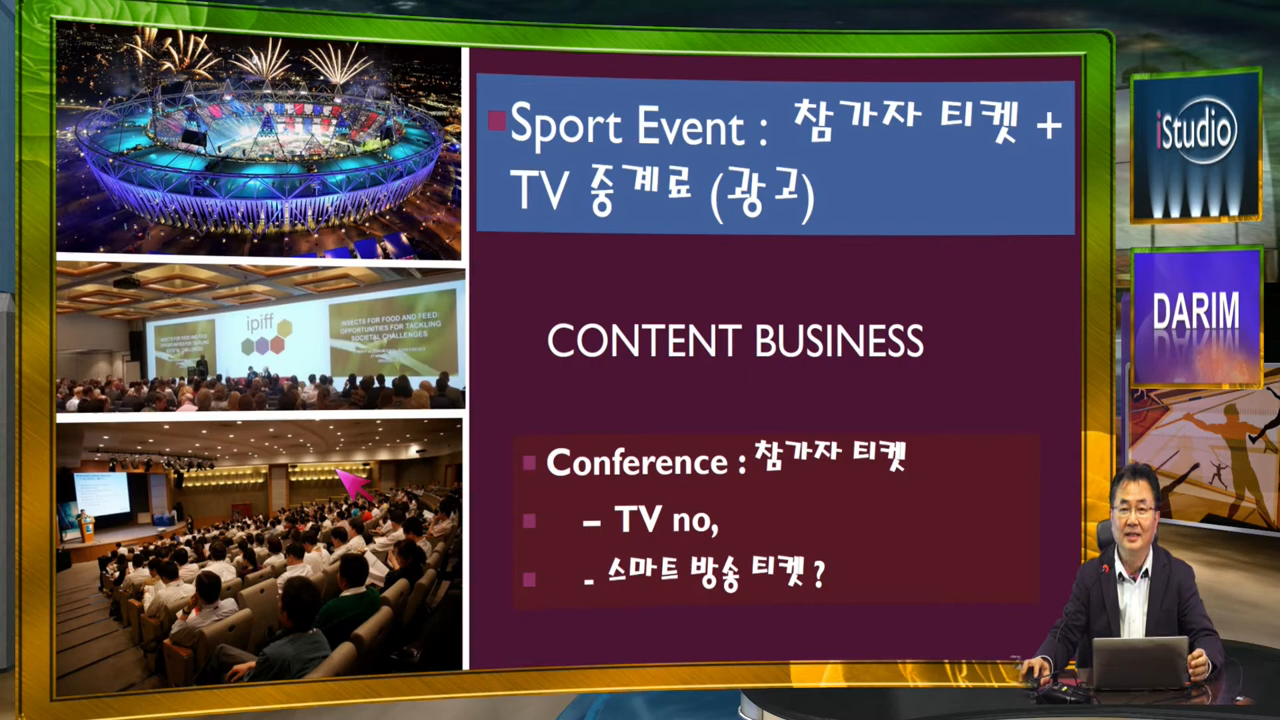 Sport Event : 참가자 티켓 +
TV 중계료 (광고)
CONTENT BUSINESS
Conference : 참가자 티켓
– TV no,
- 스마트 방송 티켓 ?
ipiff
INSECTS FOR FOOD AND FEED
OPPORTUNITIES FOR TACKLING
SOCIETAL CHALLENGES
iStudio
DARIM